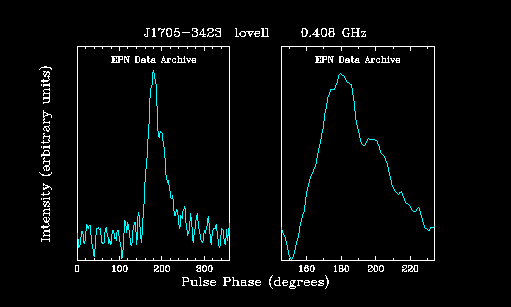 J1705-3423 lovell 0.408 GHz
EPN Data Archive EPN Data Archive
Intensity (arbitrary units)
0 100 200 300 160 180 200 220
Pulse Phase (degrees)